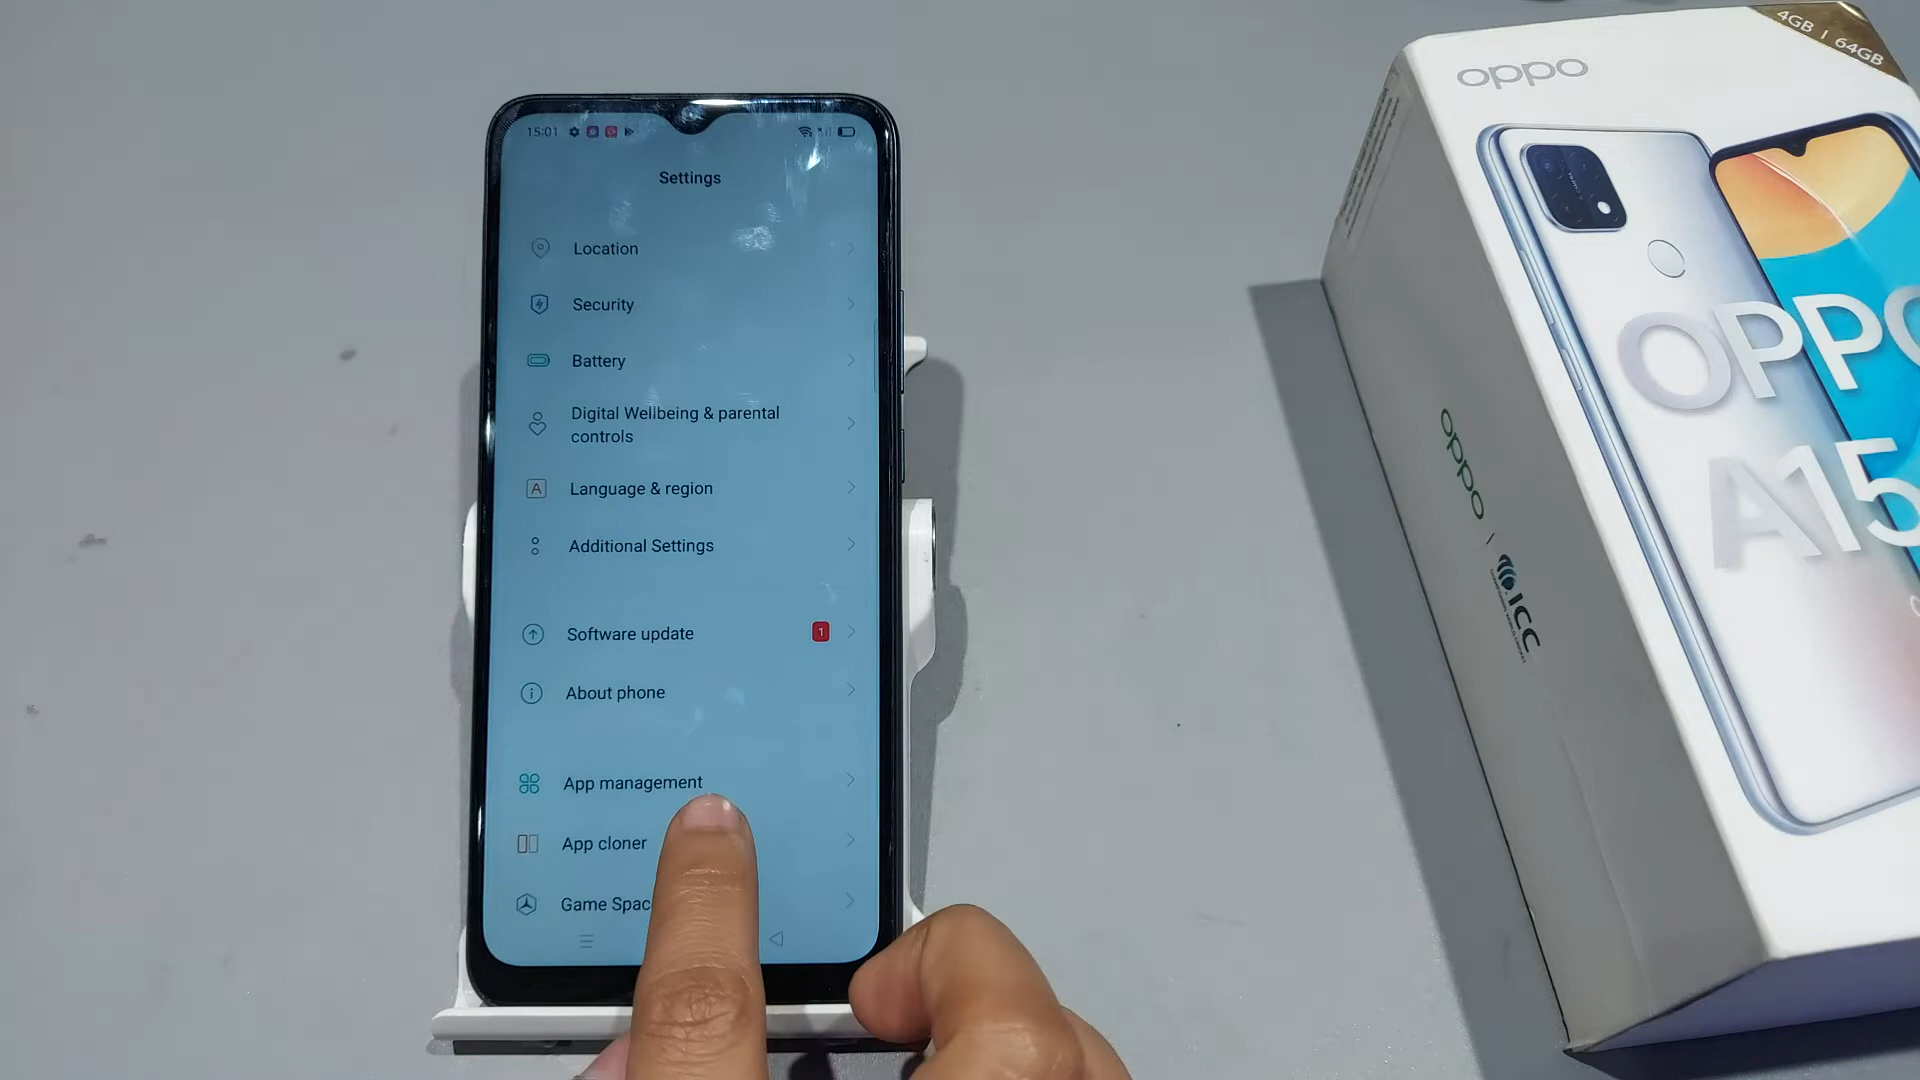 15:01
Settings
Location
Security
Battery
Digital Wellbeing & parental
controls
Language & region
Additional Settings
Software update
1
About phone
App management
App cloner
Game Spac
oppo
4GB | 64GB
OPPO
A15
oppo | ICC